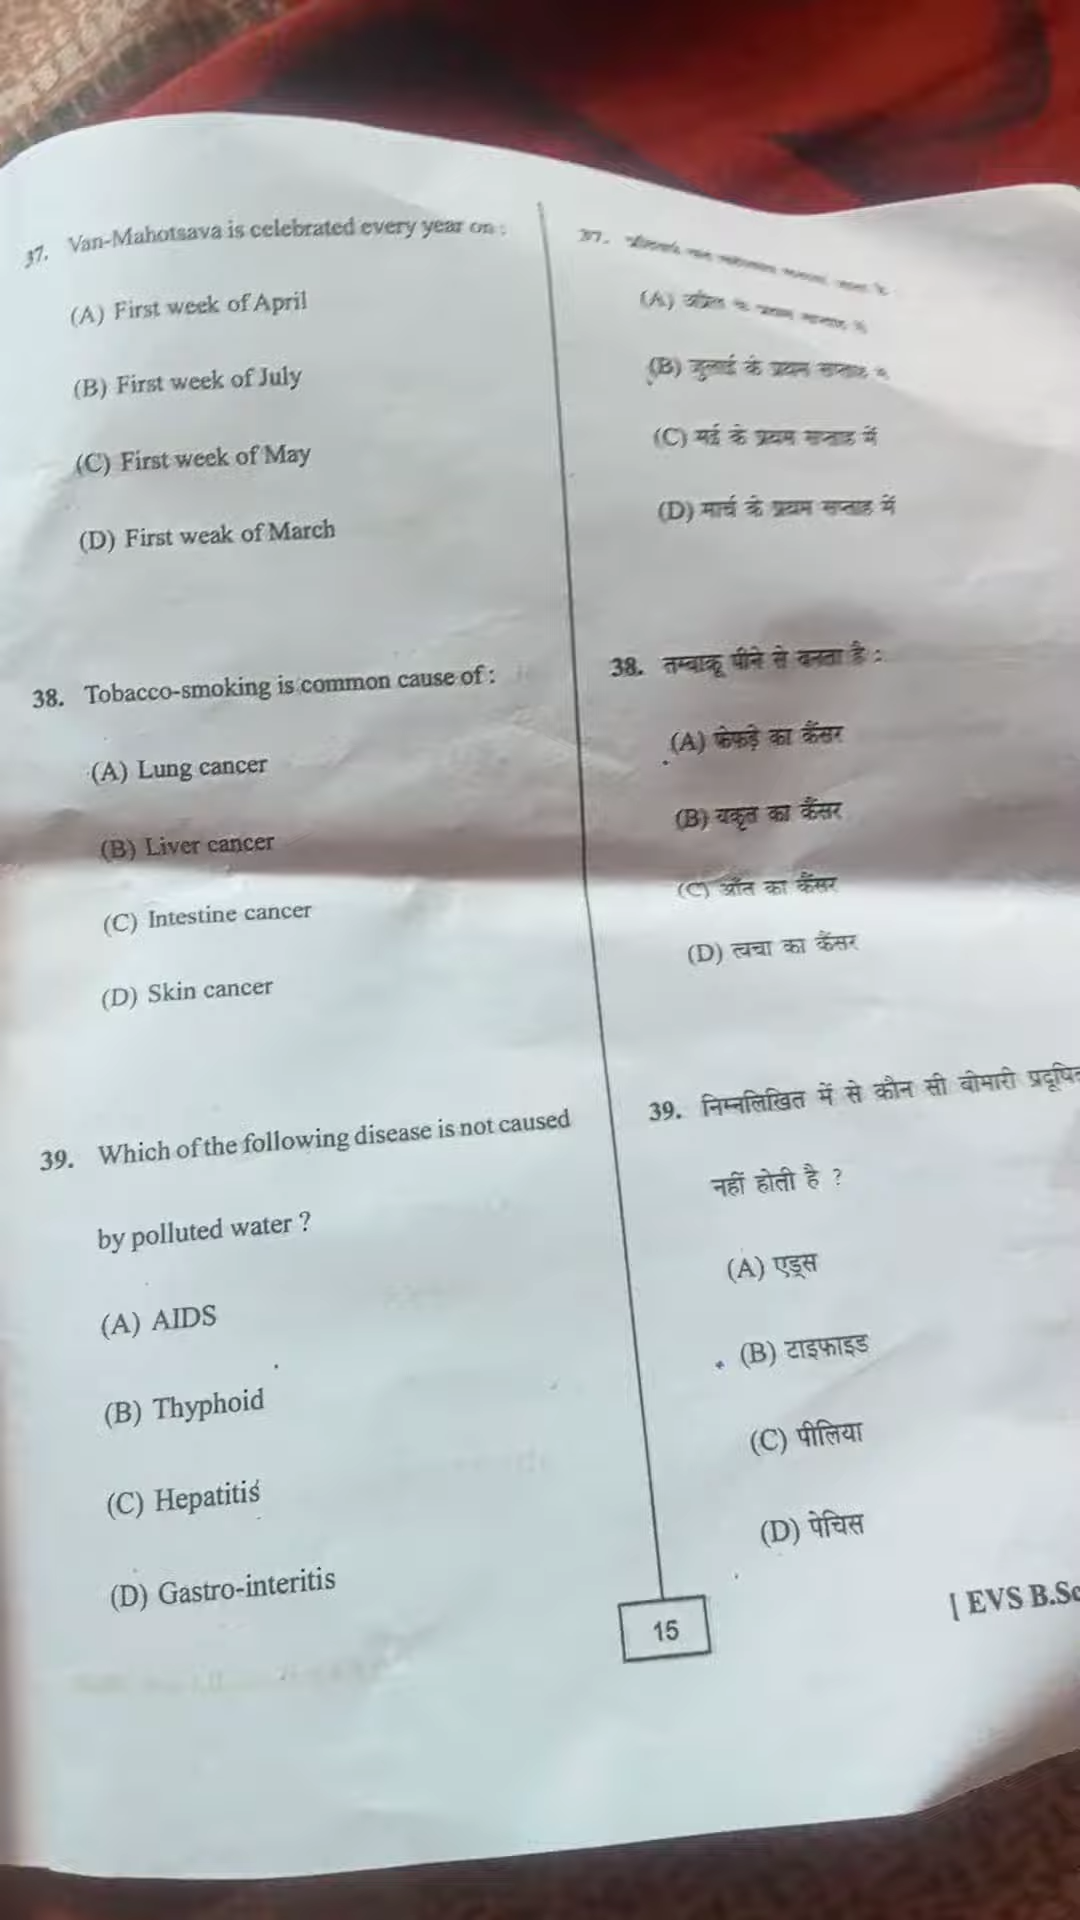 37. Van-Mahotsava is celebrated every year on :
(A) First week of April
(B) First week of July
(C) First week of May
(D) First weak of March
38. Tobacco-smoking is common cause of :
(A) Lung cancer
(B) Liver cancer
(C) Intestine cancer
(D) Skin cancer
39. Which of the following disease is not caused
by polluted water ?
(A) AIDS
(B) Thyphoid
(C) Hepatitis
(D) Gastro-interitis
37.
(A) अप्रैल के प्रथम सप्ताह में
(B) जुलाई के प्रथम सप्ताह में
(C) मई के प्रथम सप्ताह में
(D) मार्च के प्रथम सप्ताह में
38. तम्बाकू पीने से बनता है :
(A) फेफड़े का कैंसर
(B) यकृत का कैंसर
(C) आँत का कैंसर
(D) त्वचा का कैंसर
39. निम्नलिखित में से कौन सी बीमारी
नहीं होती है ?
(A) एड्स
(B) टाइफाइड
(C) पीलिया
(D) पेचिस
15
[ EVS B.Sc